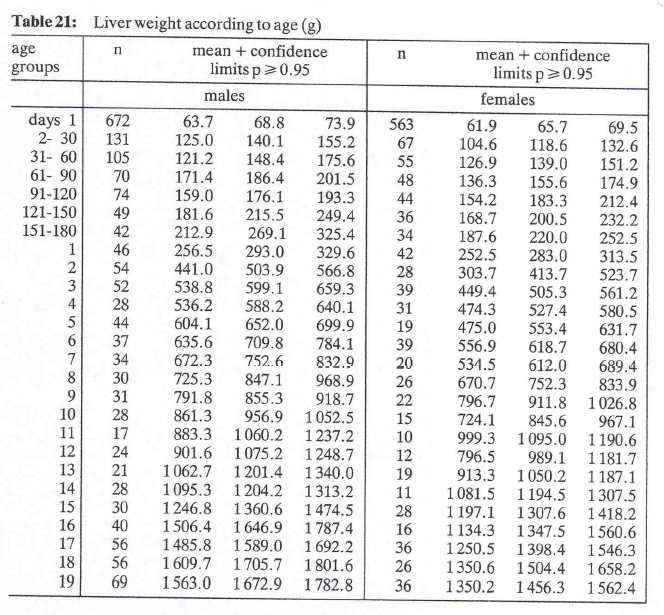 Table 21: Liver weight according to age (g)
age groups n mean + confidence limits p ⩾ 0.95 n mean + confidence limits p ⩾ 0.95
males females
days 1 672 63.7 68.8 73.9 563 61.9 65.7 69.5
2- 30 131 125.0 140.1 155.2 67 104.6 118.6 132.6
31- 60 105 121.2 148.4 175.6 55 126.9 139.0 151.2
61- 90 70 171.4 186.4 201.5 48 136.3 155.6 174.9
91-120 74 159.0 176.1 193.3 44 154.2 183.3 212.4
121-150 49 181.6 215.5 249.4 36 168.7 200.5 232.2
151-180 42 212.9 269.1 325.4 34 187.6 220.0 252.5
1 46 256.5 293.0 329.6 42 252.5 283.0 313.5
2 54 441.0 503.9 566.8 28 303.7 413.7 523.7
3 52 538.8 599.1 659.3 39 449.4 505.3 561.2
4 28 536.2 588.2 640.1 31 474.3 527.4 580.5
5 44 604.1 652.0 699.9 19 475.0 553.4 631.7
6 37 635.6 709.8 784.1 39 556.9 618.7 680.4
7 34 672.3 752.6 832.9 20 534.5 612.0 689.4
8 30 725.3 847.1 968.9 26 670.7 752.3 833.9
9 31 791.8 855.3 918.7 22 796.7 911.8 1026.8
10 28 861.3 956.9 1052.5 15 724.1 845.6 967.1
11 17 883.3 1060.2 1237.2 10 999.3 1095.0 1190.6
12 24 901.6 1075.2 1248.7 12 796.5 989.1 1181.7
13 21 1062.7 1201.4 1340.0 19 913.3 1050.2 1187.1
14 28 1095.3 1204.2 1313.2 11 1081.5 1194.5 1307.5
15 30 1246.8 1360.6 1474.5 28 1197.1 1307.6 1418.2
16 40 1506.4 1646.9 1787.4 16 1134.3 1347.5 1560.6
17 56 1485.8 1589.0 1692.2 36 1250.5 1398.4 1546.3
18 56 1609.7 1705.7 1801.6 26 1350.6 1504.4 1658.2
19 69 1563.0 1672.9 1782.8 36 1350.2 1456.3 1562.4